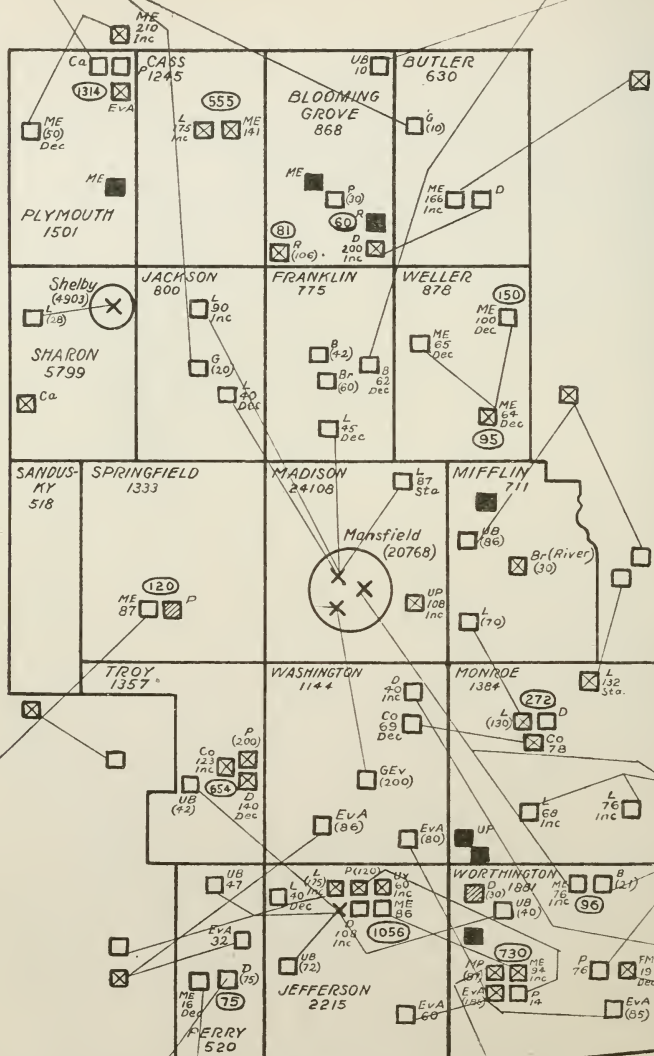 ME
210
Inc
Ca
P
1314
EvA
ME
(50)
Dec
ME
PLYMOUTH
1501
CASS
1245
555
L
175
Inc
ME
141
UB
10
BLOOMING
GROVE
868
ME
P
(30)
81
R
(106)
60
R
D
200
Inc
BUTLER
630
G
(10)
ME
166
Inc
D
Shelby
(4903)
L
(28)
SHARON
5799
Ca
JACKSON
800
L
90
Inc
G
(20)
L
40
Dec
FRANKLIN
775
B
(42)
Br
(60)
B
62
Dec
L
45
Dec
WELLER
878
150
ME
100
Dec
ME
65
Dec
ME
64
Dec
95
SANDUS-
KY
518
SPRINGFIELD
1333
120
ME
87
P
MADISON
24108
L
87
Sta
Mansfield
(20768)
UP
108
Inc
MIFFLIN
711
UB
(86)
Br (River)
(30)
L
(70)
TROY
1357
P
(200)
Co
123
Inc
654
D
140
Dec
UB
(42)
WASHINGTON
1144
D
40
Inc
Co
69
Dec
GEv
(200)
EvA
(86)
EvA
(80)
MONROE
1384
L
132
Sta.
272
L
(130)
D
Co
78
L
68
Inc
L
76
Inc
UP
UB
47
EvA
32
ME
16
Dec
D
(75)
75
PERRY
520
L
40
Dec
L
(175)
Inc
P(120)
60
Inc
D
108
Inc
ME
86
1056
UB
(72)
JEFFERSON
2215
EvA
60
WORTHINGTON
1881
D
(30)
UB
(40)
ME
76
Inc
B
(21)
96
730
MP
ME
94
Inc
EvA
P
14
P
76
FM
19
Dec
EvA
(85)